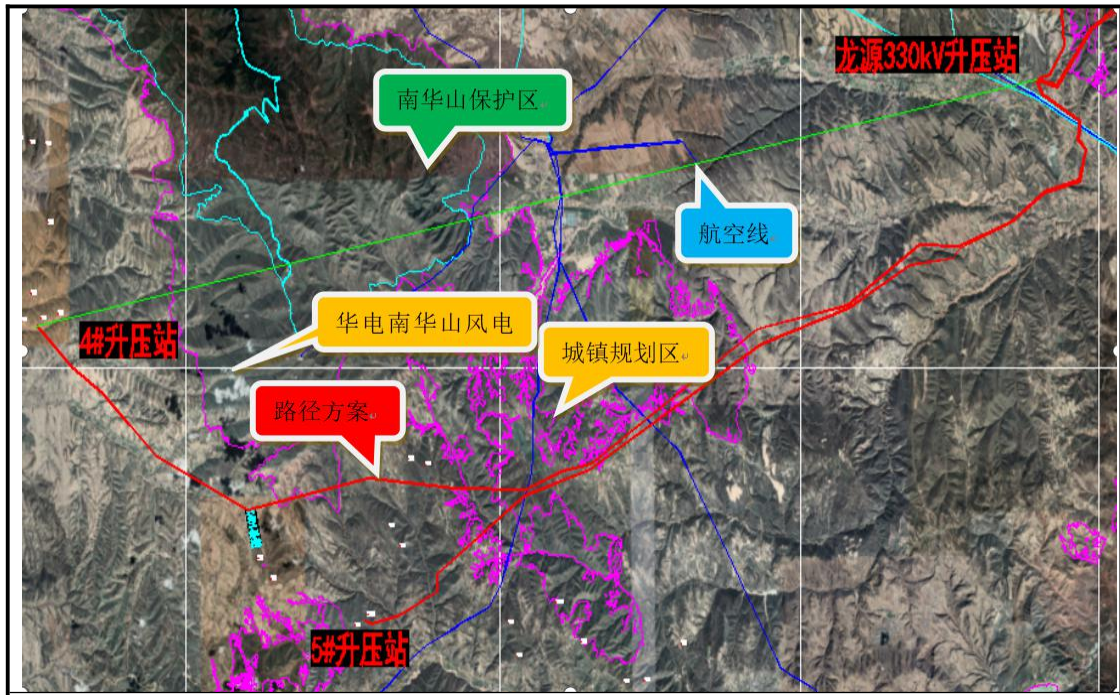 龙源330kV升压站
南华山保护区
航空线
华电南华山风电
4#升压站
城镇规划区
路径方案
5#升压站